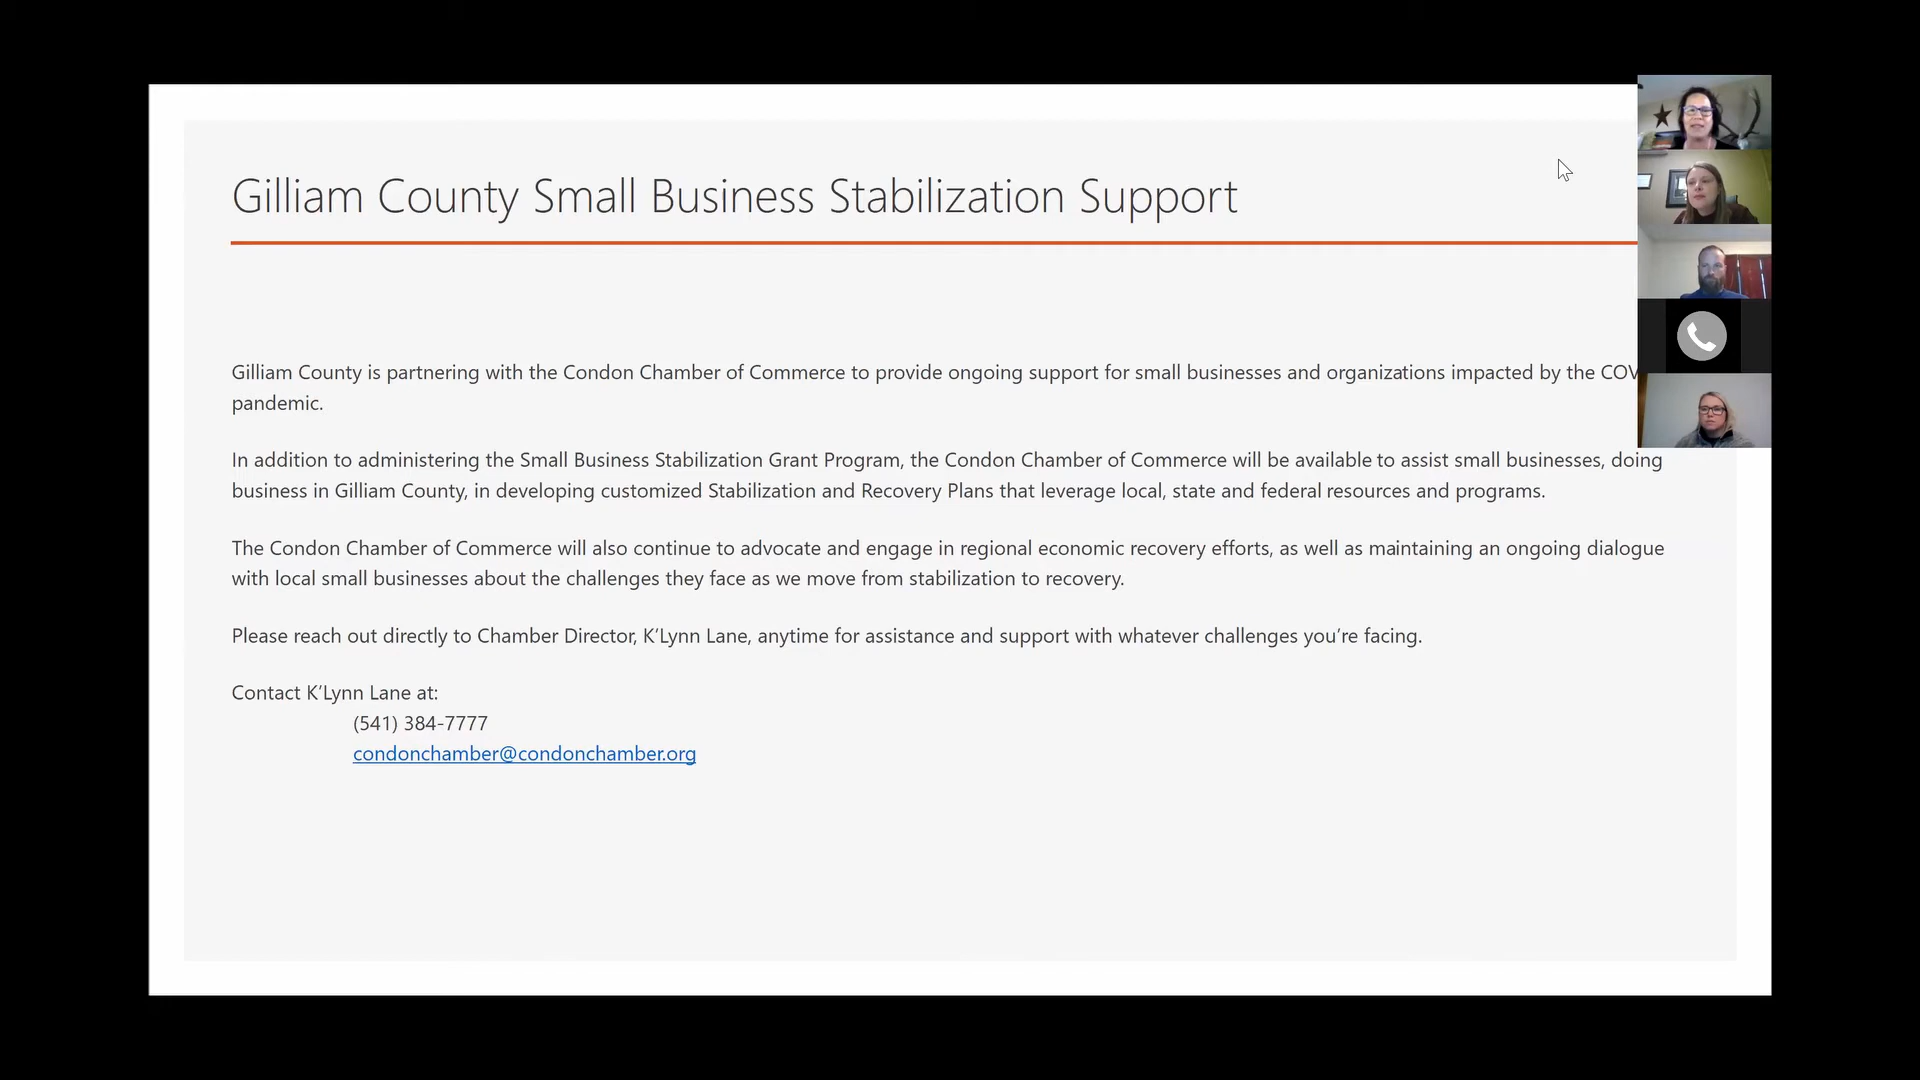 Gilliam County Small Business Stabilization Support
Gilliam County is partnering with the Condon Chamber of Commerce to provide ongoing support for small businesses and organizations impacted by the COV
pandemic.
In addition to administering the Small Business Stabilization Grant Program, the Condon Chamber of Commerce will be available to assist small businesses, doing
business in Gilliam County, in developing customized Stabilization and Recovery Plans that leverage local, state and federal resources and programs.
The Condon Chamber of Commerce will also continue to advocate and engage in regional economic recovery efforts, as well as maintaining an ongoing dialogue
with local small businesses about the challenges they face as we move from stabilization to recovery.
Please reach out directly to Chamber Director, K’Lynn Lane, anytime for assistance and support with whatever challenges you’re facing.
Contact K’Lynn Lane at:
(541) 384-7777
condonchamber@condonchamber.org